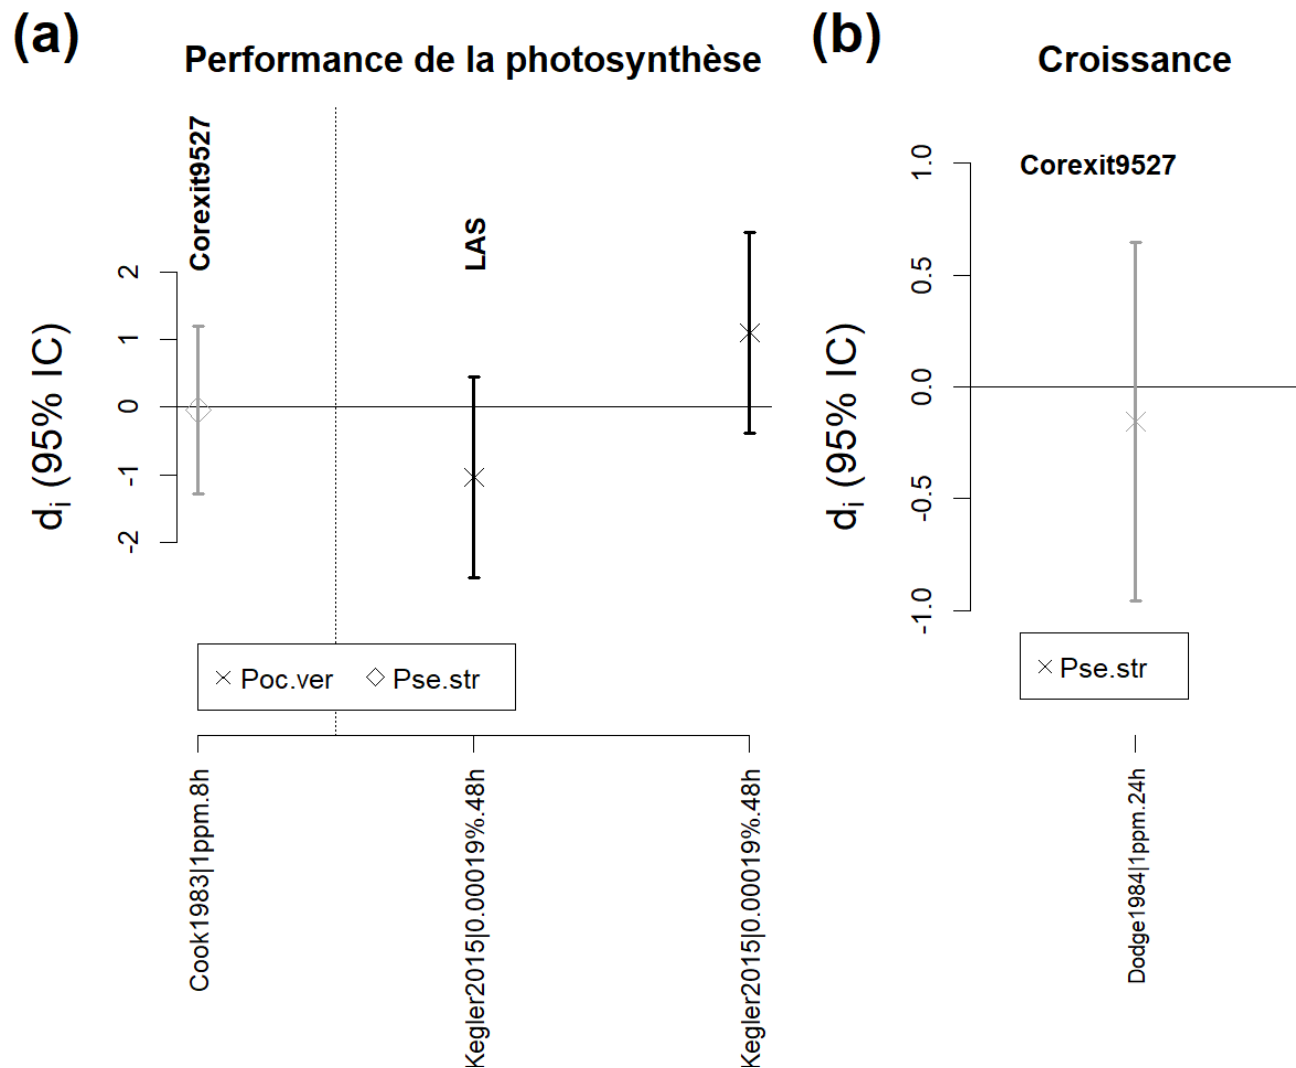 (a)
Performance de la photosynthèse
Corexit9527
LAS
2
1
0
-1
-2
di (95% IC)
× Poc.ver ◇ Pse.str
Cook1983|1ppm.8h
Kegler2015|0.00019%.48h
Kegler2015|0.00019%.48h
(b)
Croissance
Corexit9527
1.0
0.5
0.0
-0.5
-1.0
di (95% IC)
× Pse.str
Dodge1984|1ppm.24h